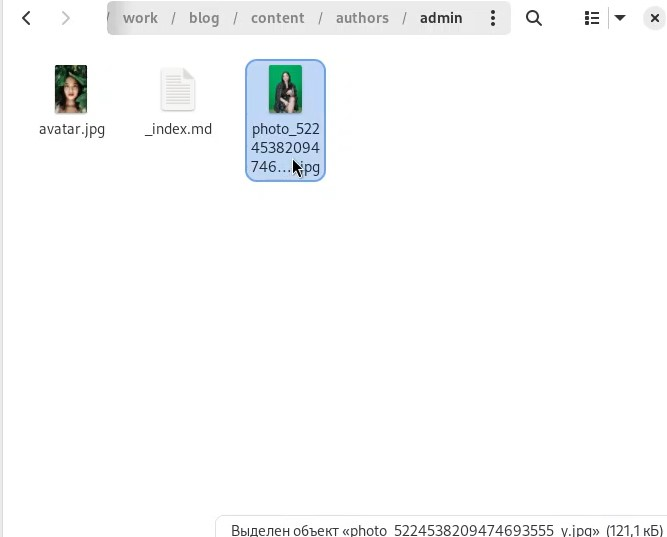 / work / blog / content / authors / admin
avatar.jpg
_index.md
photo_522
45382094
746….jpg
Выделен объект «photo_5224538209474693555_y.jpg» (121,1 кБ)